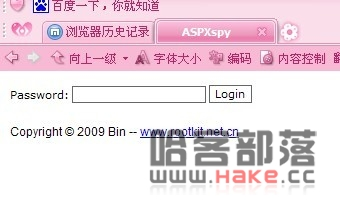 百度一下，你就知道
浏览器历史记录 ASPXspy
向上一级 字体大小 编码 内容控制
Password: Login
Copyright © 2009 Bin -- www.rootkit.net.cn
哈客部落
www.Hake.cc